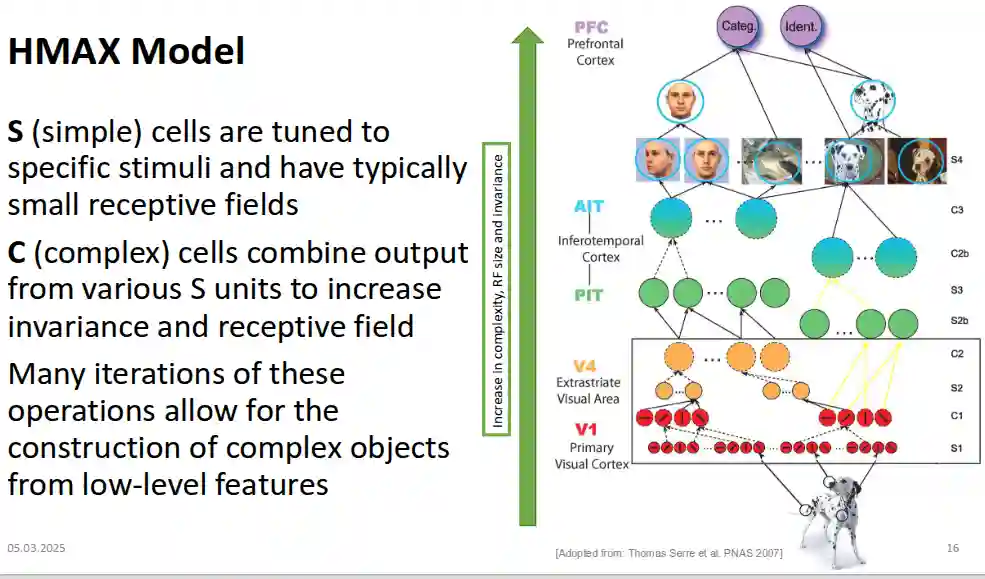 HMAX Model
S (simple) cells are tuned to
specific stimuli and have typically
small receptive fields
C (complex) cells combine output
from various S units to increase
invariance and receptive field
Many iterations of these
operations allow for the
construction of complex objects
from low-level features
05.03.2025
Increase in complexity, RF size and invariance
PFC
Prefrontal
Cortex
Categ.
Ident.
S4
AIT
C3
Inferotemporal
Cortex
C2b
PIT
S3
S2b
V4
Extrastriate
Visual Area
C2
S2
V1
Primary
Visual Cortex
C1
S1
[Adopted from: Thomas Serre et al. PNAS 2007]
16